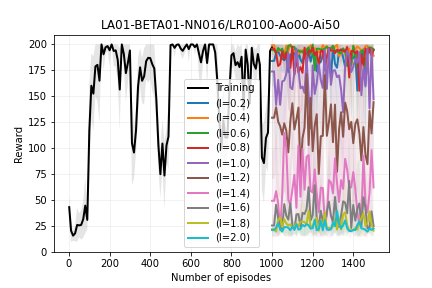 LA01-BETA01-NN016/LR0100-Ao00-Ai50
200
175
150
125
100
75
50
25
0
Reward
Training
(l=0.2)
(l=0.4)
(l=0.6)
(l=0.8)
(l=1.0)
(l=1.2)
(l=1.4)
(l=1.6)
(l=1.8)
(l=2.0)
0 200 400 600 800 1000 1200 1400
Number of episodes